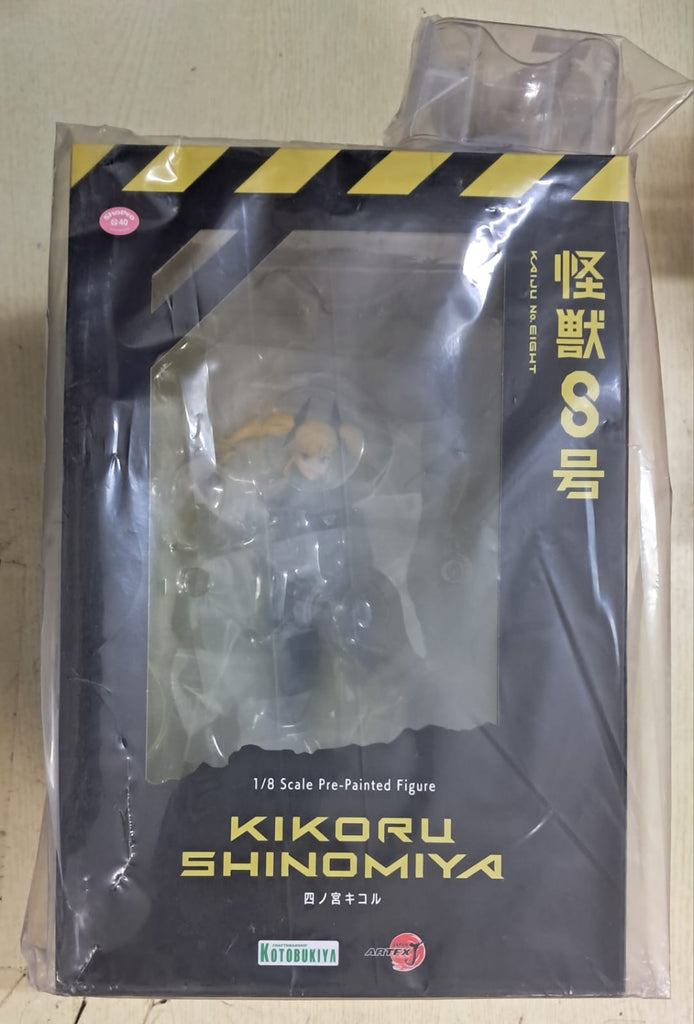 ShoPro
怪獣8号
KAIJU No.EIGHT
1/8 Scale Pre-Painted Figure
KIKORU
SHINOMIYA
四ノ宮キコル
KOTOBUKIYA
ARTFX J